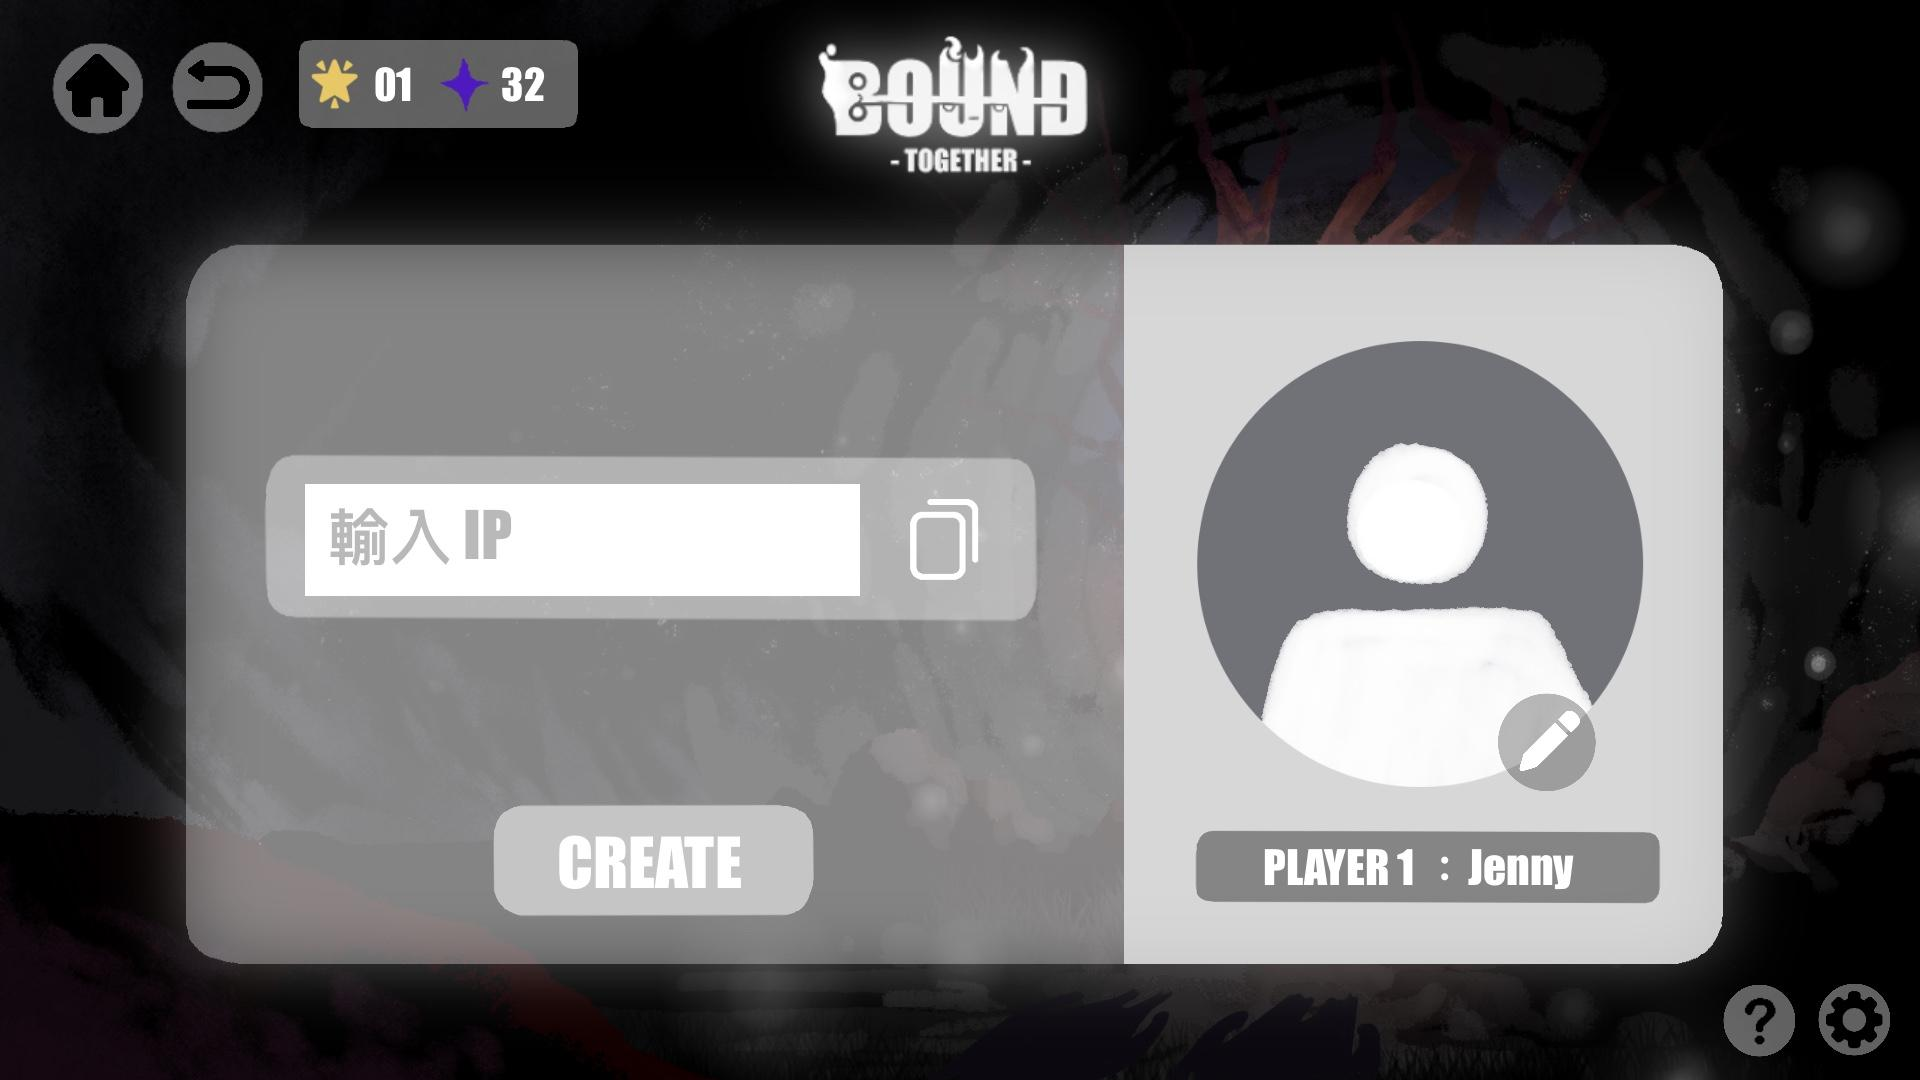 01 32
BOUND
- TOGETHER -
輸入 IP
CREATE
PLAYER 1 : Jenny
?